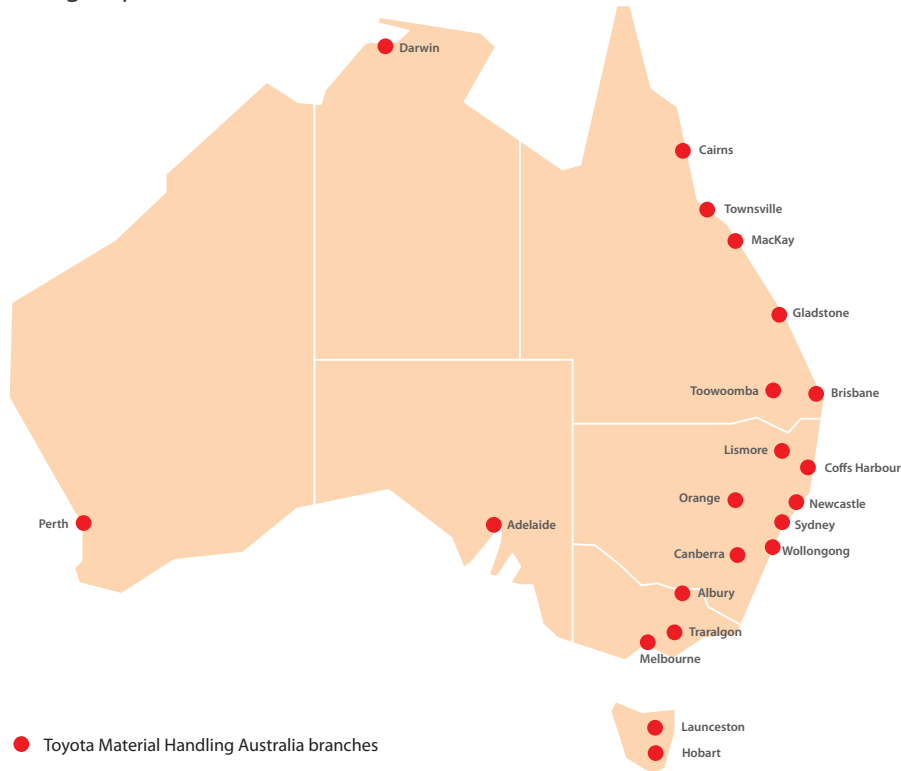 Darwin
Cairns
Townsville
MacKay
Gladstone
Toowoomba
Brisbane
Lismore
Coffs Harbour
Orange
Newcastle
Perth
Adelaide
Sydney
Canberra
Wollongong
Albury
Traralgon
Melbourne
Launceston
Toyota Material Handling Australia branches
Hobart